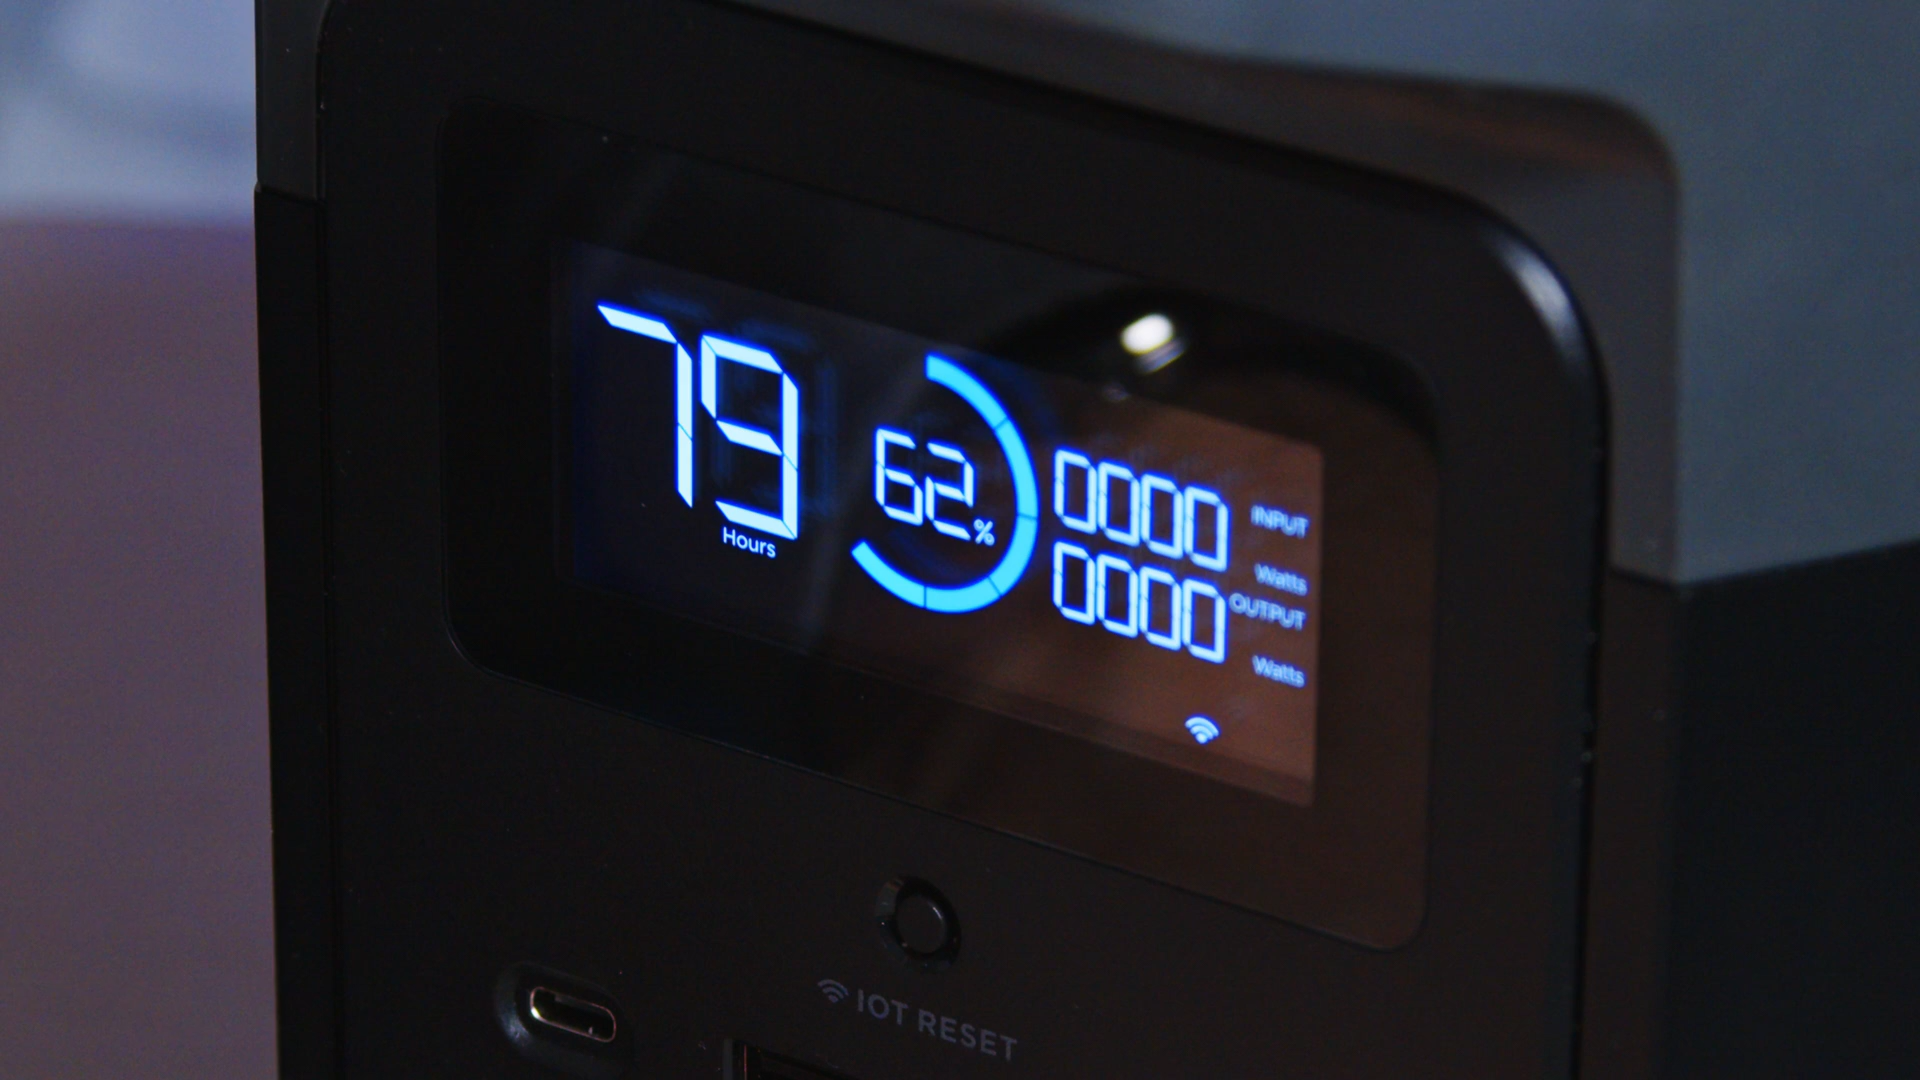 79
Hours
62%
0000 INPUT
Watts
0000 OUTPUT
Watts
IOT RESET